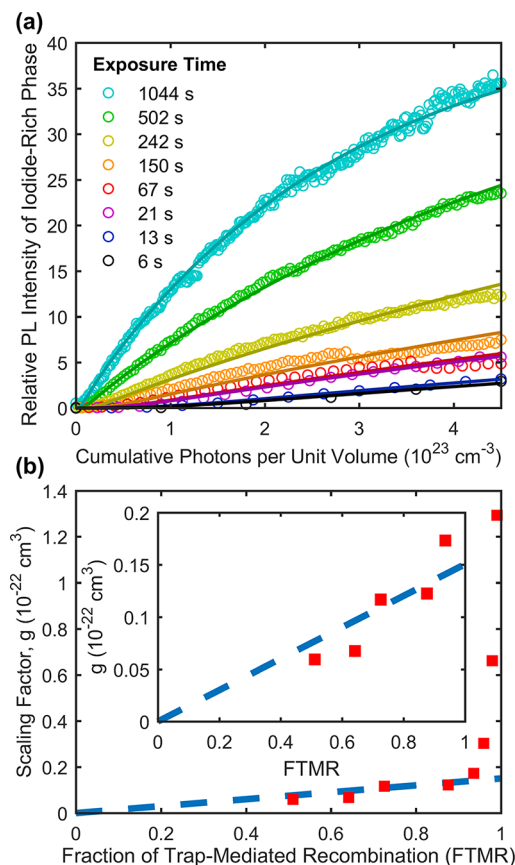 (a)
Relative PL Intensity of Iodide-Rich Phase
40
35
30
25
20
15
10
5
0
Exposure Time
1044 s
502 s
242 s
150 s
67 s
21 s
13 s
6 s
0 1 2 3 4
Cumulative Photons per Unit Volume (10²³ cm⁻³)
(b)
Scaling Factor, g (10⁻²² cm³)
1.4
1.2
1
0.8
0.6
0.4
0.2
0
g (10⁻²² cm³)
0.2
0.15
0.1
0.05
0
0 0.2 0.4 0.6 0.8 1
FTMR
0 0.2 0.4 0.6 0.8 1
Fraction of Trap-Mediated Recombination (FTMR)